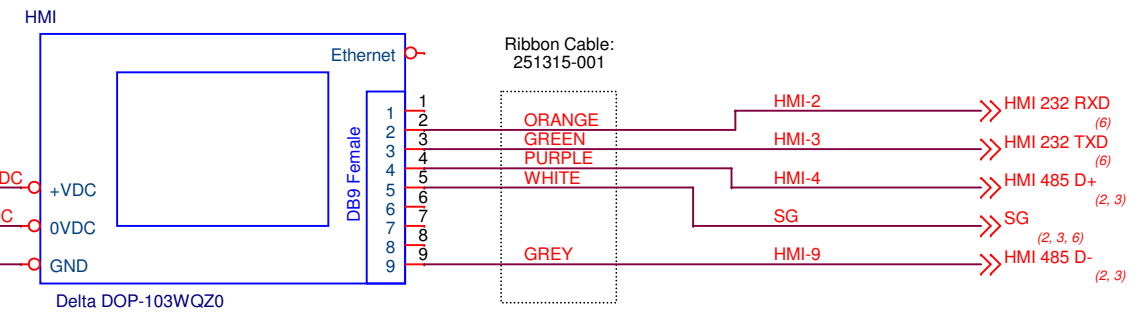 HMI
Ethernet
Ribbon Cable:
251315-001
DB9 Female
1 1
2 2 ORANGE HMI-2 HMI 232 RXD
(6)
3 3 GREEN HMI-3 HMI 232 TXD
(6)
4 4 PURPLE HMI-4 HMI 485 D+
(2, 3)
5 5 WHITE SG SG
(2, 3, 6)
6 6
7 7
8 8
9 9 GREY HMI-9 HMI 485 D-
(2, 3)
DC +VDC
C 0VDC
GND
Delta DOP-103WQZ0